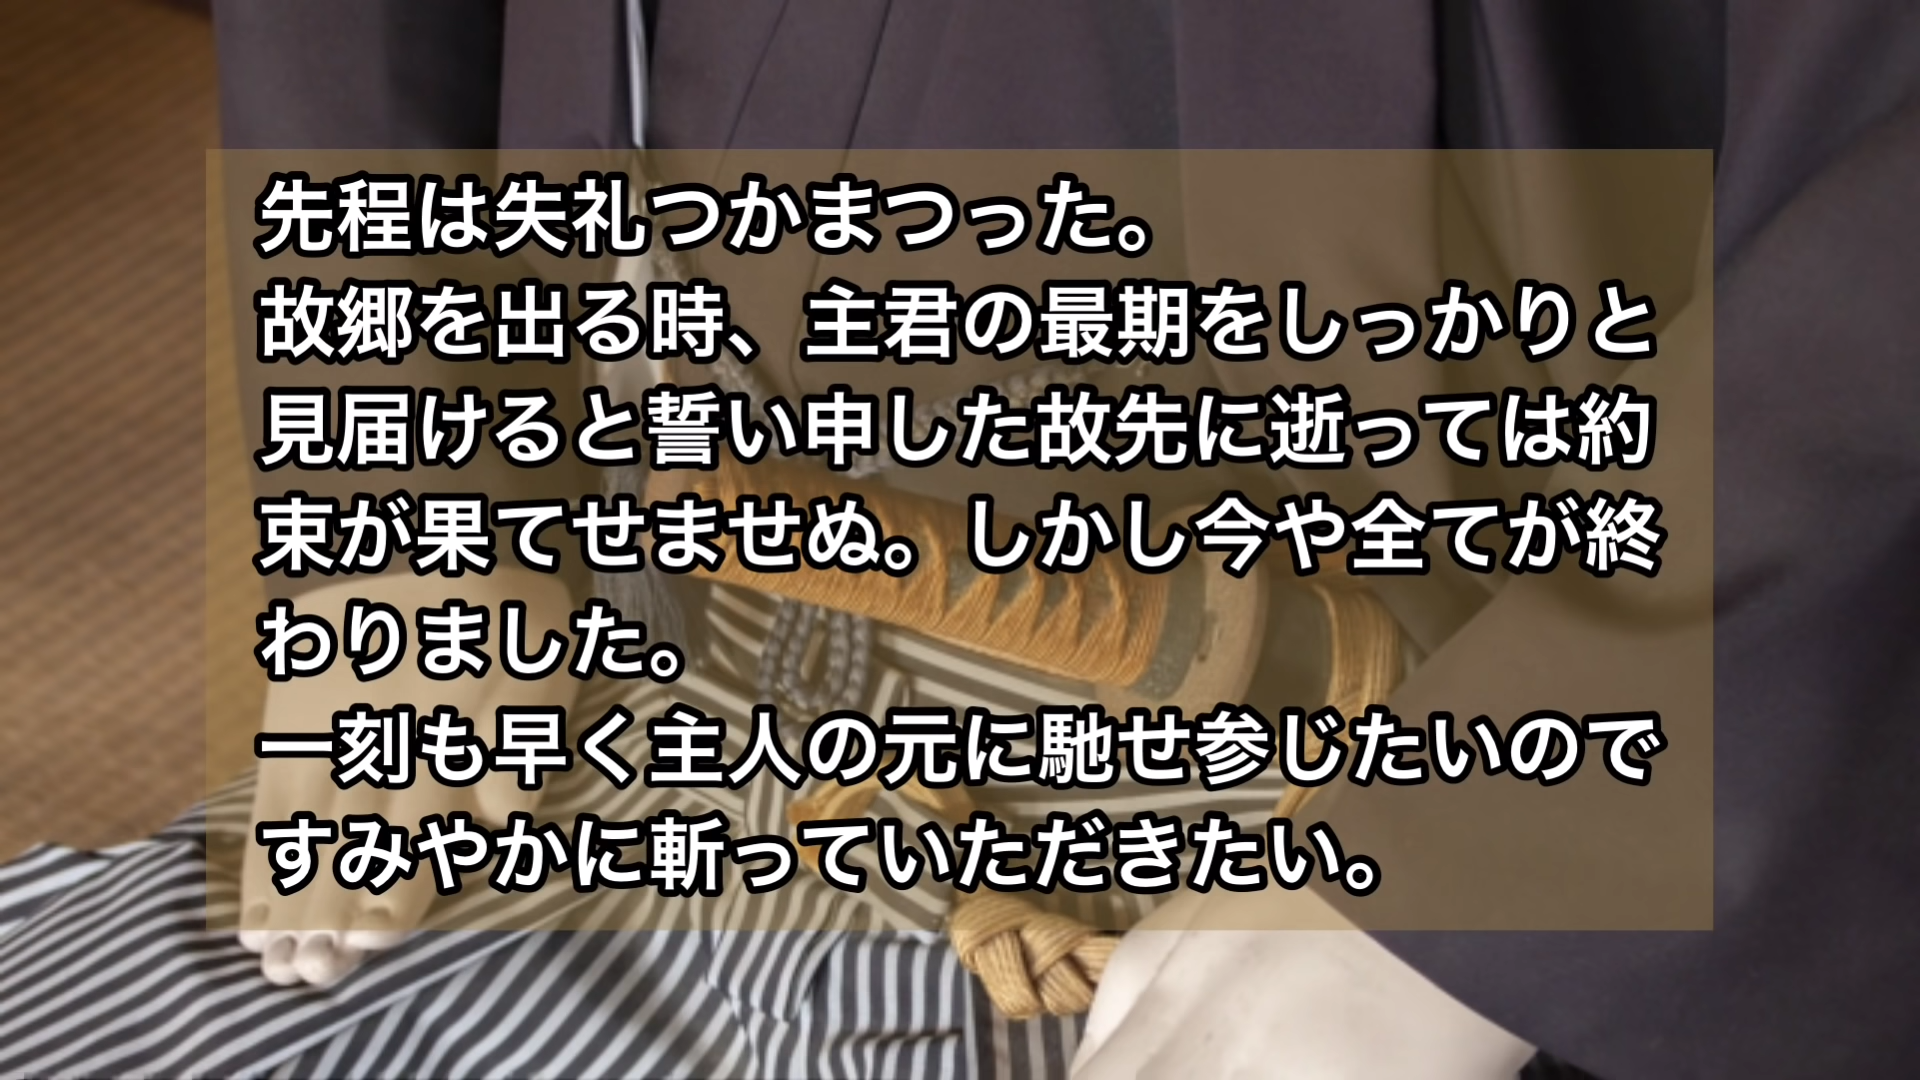 先程は失礼つかまつった。
故郷を出る時、主君の最期をしっかりと
見届けると誓い申した故先に逝っては約
束が果てせませぬ。しかし今や全てが終
わりました。
一刻も早く主人の元に馳せ参じたいので
すみやかに斬っていただきたい。